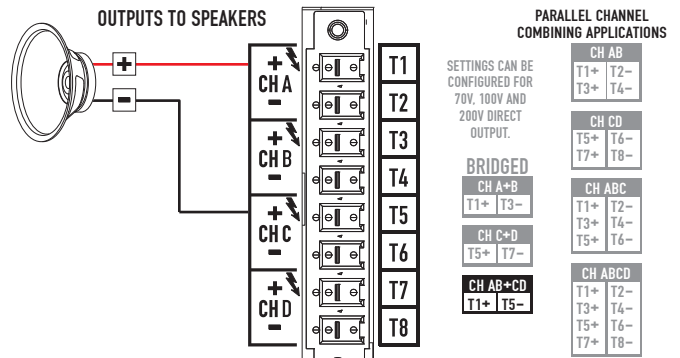 OUTPUTS TO SPEAKERS
+
-
+
CH A
-
+
CH B
-
+
CH C
-
+
CH D
-
T1
T2
T3
T4
T5
T6
T7
T8
SETTINGS CAN BE
CONFIGURED FOR
70V, 100V AND
200V DIRECT
OUTPUT.
BRIDGED
CH A+B
T1+ T3-
CH C+D
T5+ T7-
CH AB+CD
T1+ T5-
PARALLEL CHANNEL
COMBINING APPLICATIONS
CH AB
T1+ T2-
T3+ T4-
CH CD
T5+ T6-
T7+ T8-
CH ABC
T1+ T2-
T3+ T4-
T5+ T6-
CH ABCD
T1+ T2-
T3+ T4-
T5+ T6-
T7+ T8-